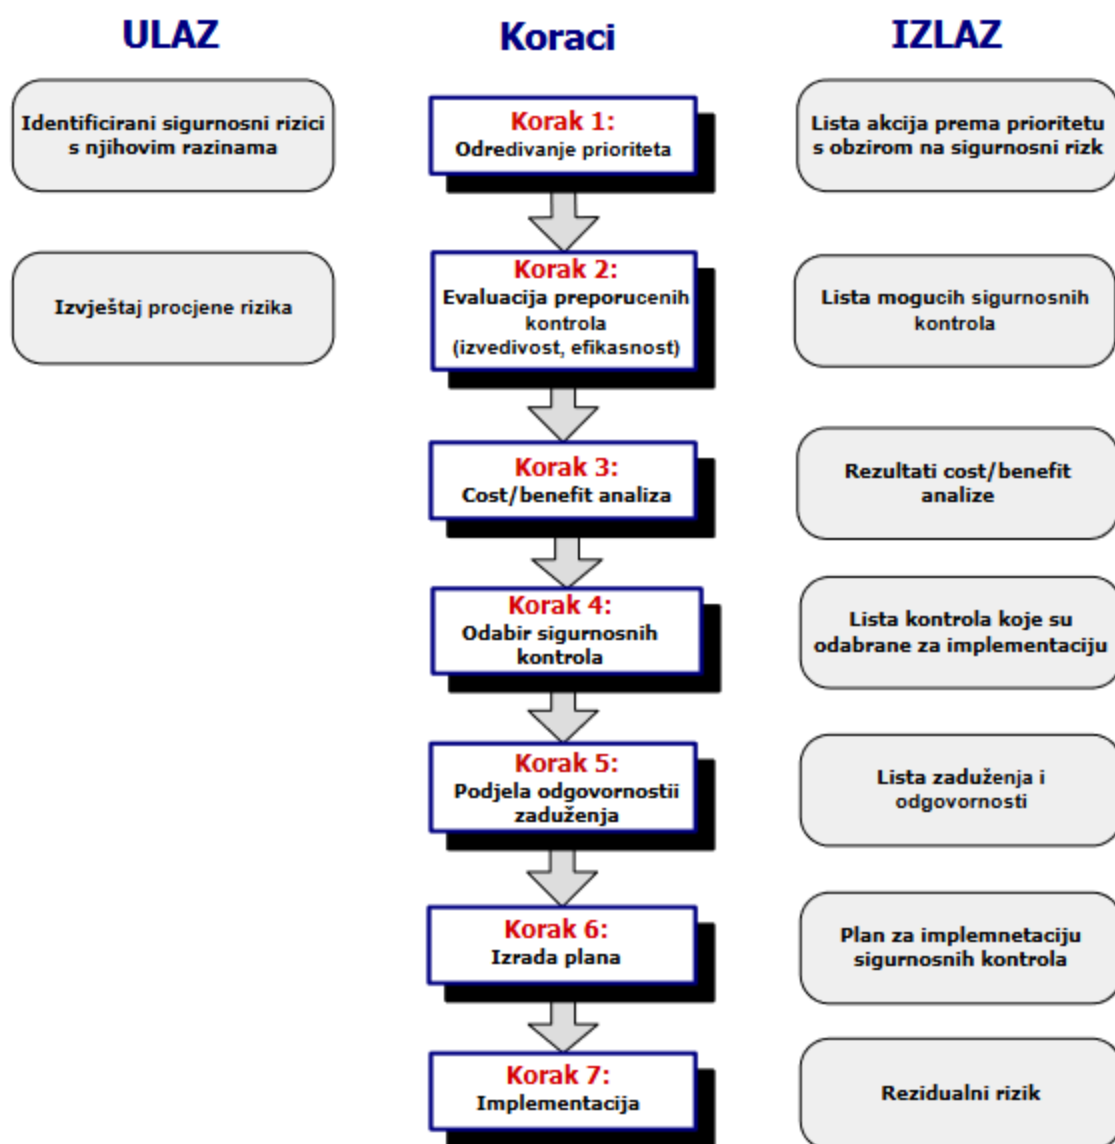 ULAZ
Koraci
IZLAZ
Identificirani sigurnosni rizici
s njihovim razinama
Korak 1:
Određivanje prioriteta
Lista akcija prema prioritetu
s obzirom na sigurnosni rizk
Izvještaj procjene rizika
Korak 2:
Evaluacija preporucenih
kontrola
(izvedivost, efikasnost)
Lista mogucih sigurnosnih
kontrola
Korak 3:
Cost/benefit analiza
Rezultati cost/benefit
analize
Korak 4:
Odabir sigurnosnih
kontrola
Lista kontrola koje su
odabrane za implementaciju
Korak 5:
Podjela odgovornostii
zaduženja
Lista zaduženja i
odgovornosti
Korak 6:
Izrada plana
Plan za implemnetaciju
sigurnosnih kontrola
Korak 7:
Implementacija
Rezidualni rizik